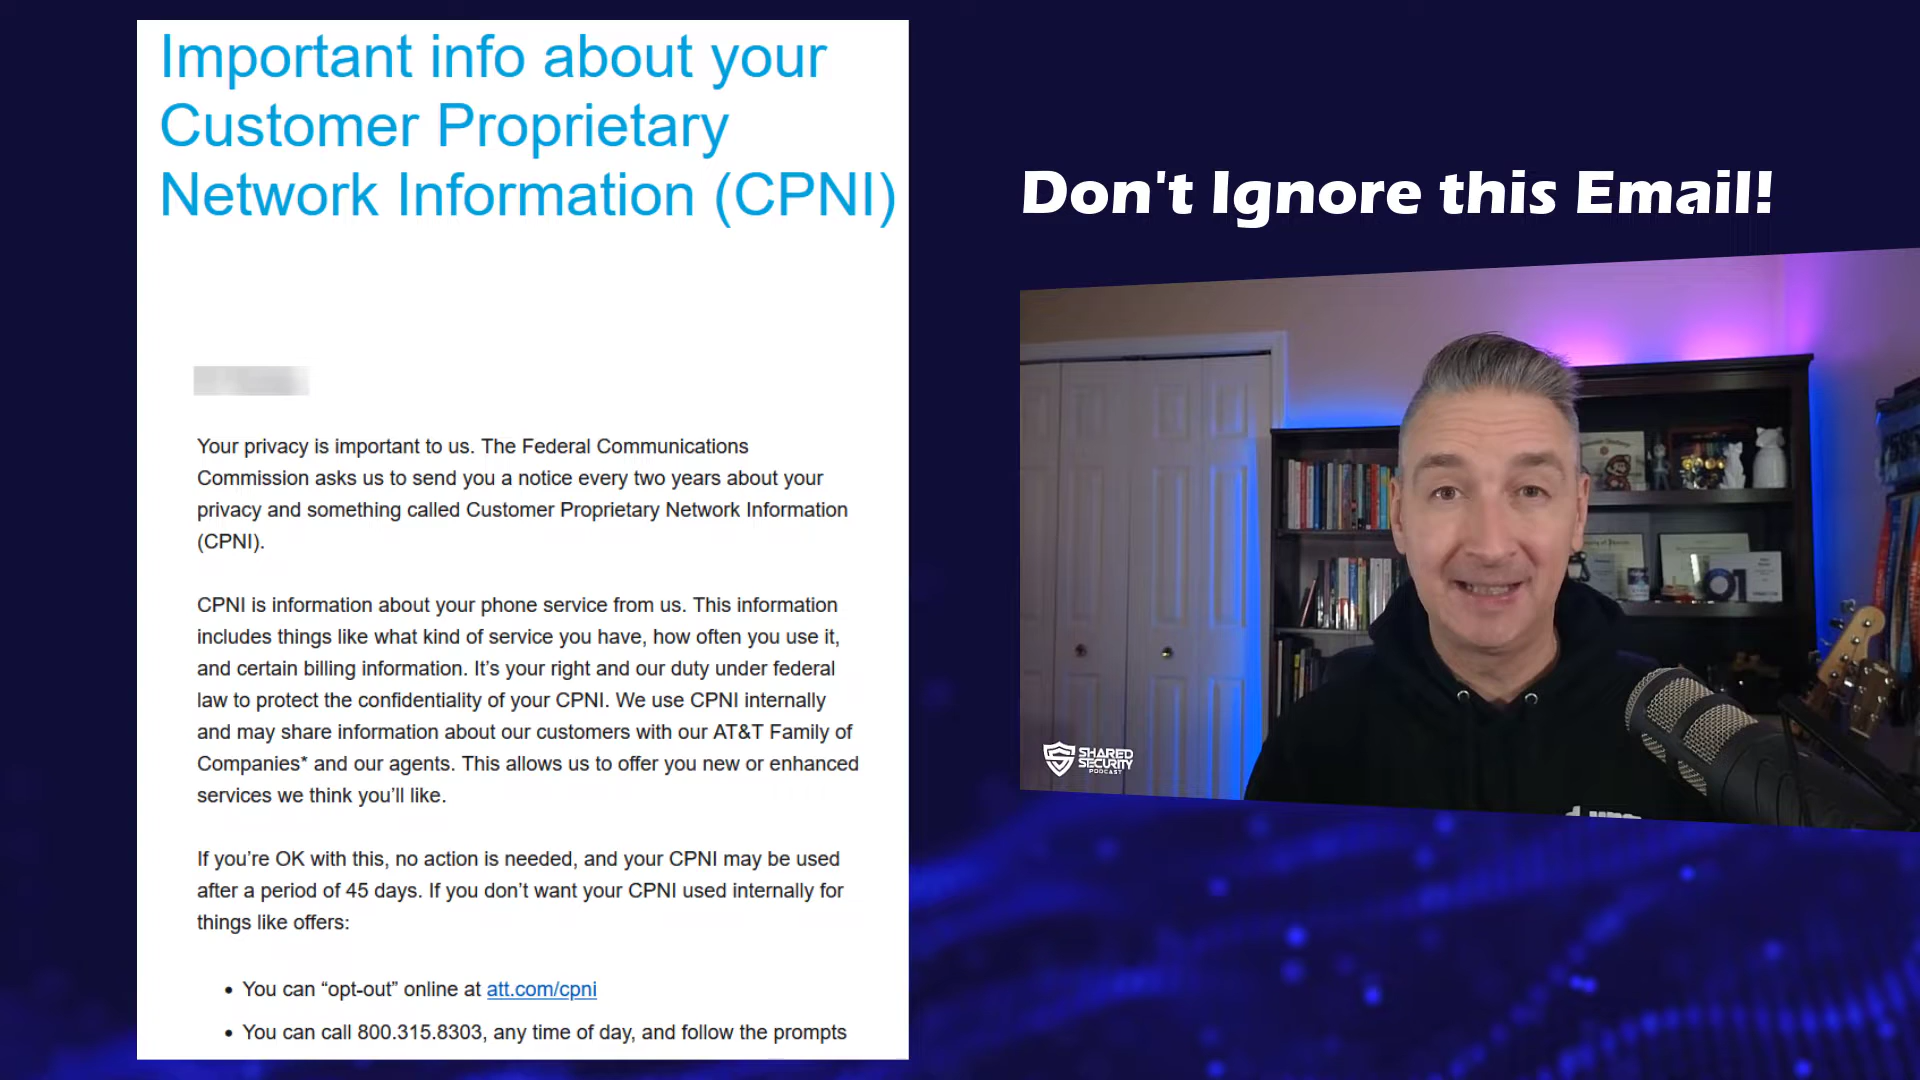 Important info about your
Customer Proprietary
Network Information (CPNI)
Your privacy is important to us. The Federal Communications
Commission asks us to send you a notice every two years about your
privacy and something called Customer Proprietary Network Information
(CPNI).
CPNI is information about your phone service from us. This information
includes things like what kind of service you have, how often you use it,
and certain billing information. It’s your right and our duty under federal
law to protect the confidentiality of your CPNI. We use CPNI internally
and may share information about our customers with our AT&T Family of
Companies* and our agents. This allows us to offer you new or enhanced
services we think you’ll like.
If you’re OK with this, no action is needed, and your CPNI may be used
after a period of 45 days. If you don’t want your CPNI used internally for
things like offers:
• You can “opt-out” online at att.com/cpni
• You can call 800.315.8303, any time of day, and follow the prompts
Don't Ignore this Email!
SHARED
SECURITY
PODCAST